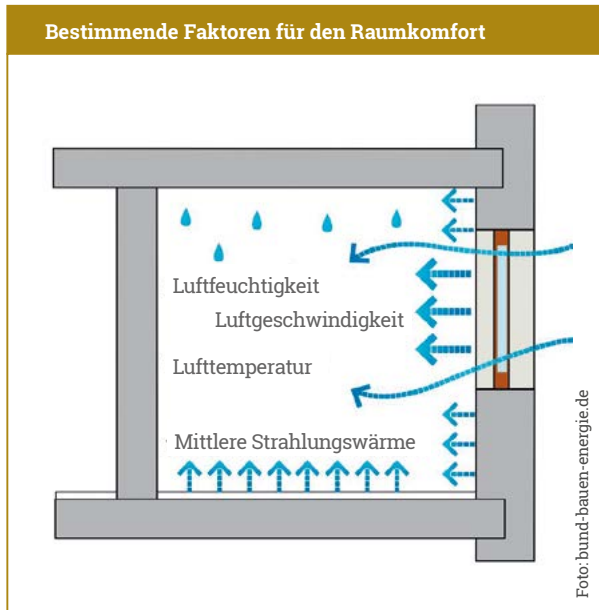 Bestimmende Faktoren für den Raumkomfort
Luftfeuchtigkeit
Luftgeschwindigkeit
Lufttemperatur
Mittlere Strahlungswärme
Foto: bund-bauen-energie.de